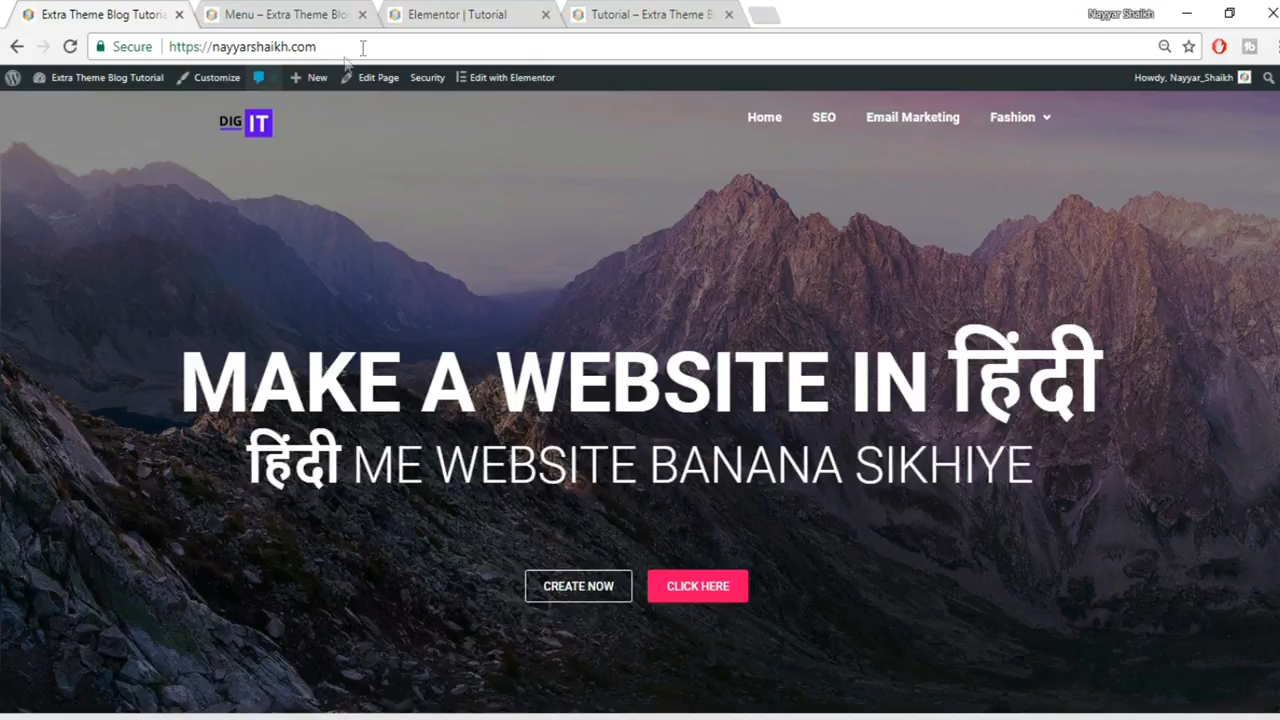 Extra Theme Blog Tutoria
Menu – Extra Theme Blo
Elementor | Tutorial
Tutorial – Extra Theme B
Nayyar Shaikh
Secure
https://nayyarshaikh.com
Extra Theme Blog Tutorial
Customize
New
Edit Page
Security
Edit with Elementor
Howdy, Nayyar_Shaikh
DIG IT
Home
SEO
Email Marketing
Fashion
MAKE A WEBSITE IN हिंदी
हिंदी ME WEBSITE BANANA SIKHIYE
CREATE NOW
CLICK HERE